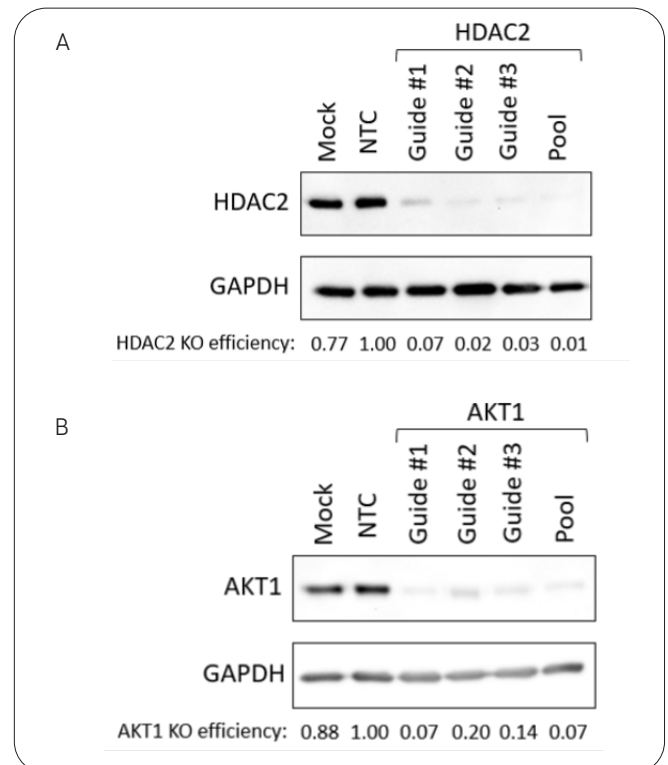 A
HDAC2
Mock NTC Guide #1 Guide #2 Guide #3 Pool
HDAC2
GAPDH
HDAC2 KO efficiency: 0.77 1.00 0.07 0.02 0.03 0.01
B
AKT1
Mock NTC Guide #1 Guide #2 Guide #3 Pool
AKT1
GAPDH
AKT1 KO efficiency: 0.88 1.00 0.07 0.20 0.14 0.07